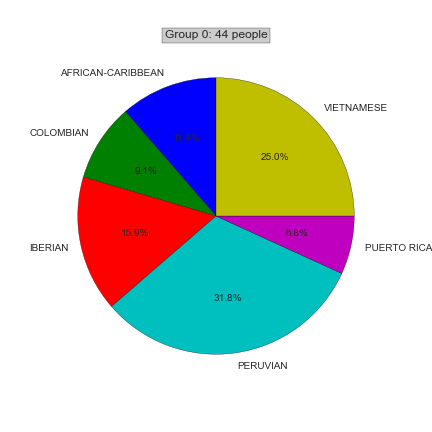 Group 0: 44 people
AFRICAN-CARIBBEAN
VIETNAMESE
COLOMBIAN
11.4%
25.0%
9.1%
IBERIAN
15.9%
6.8%
PUERTO RICA
31.8%
PERUVIAN